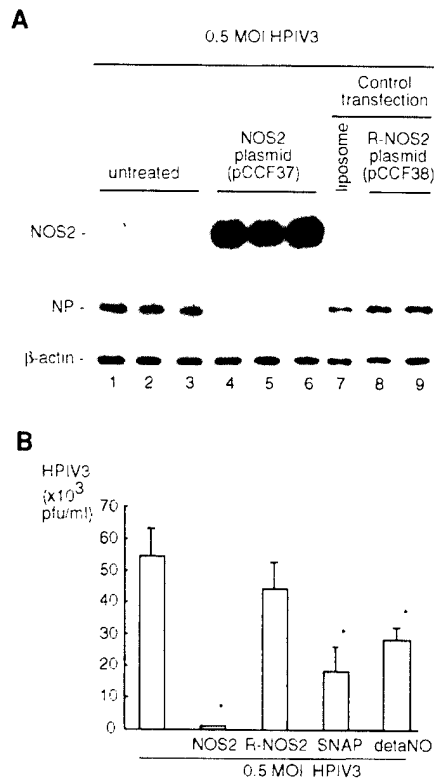 A
0.5 MOI HPIV3
Control
transfection
NOS2
plasmid
(pCCF37)
liposome
R-NOS2
plasmid
(pCCF38)
untreated
NOS2 -
NP -
β-actin -
1 2 3 4 5 6 7 8 9
B
HPIV3
(x10³
pfu/ml)
70
60
50
40
30
20
10
0
NOS2 R-NOS2 SNAP detaNO
0.5 MOI HPIV3